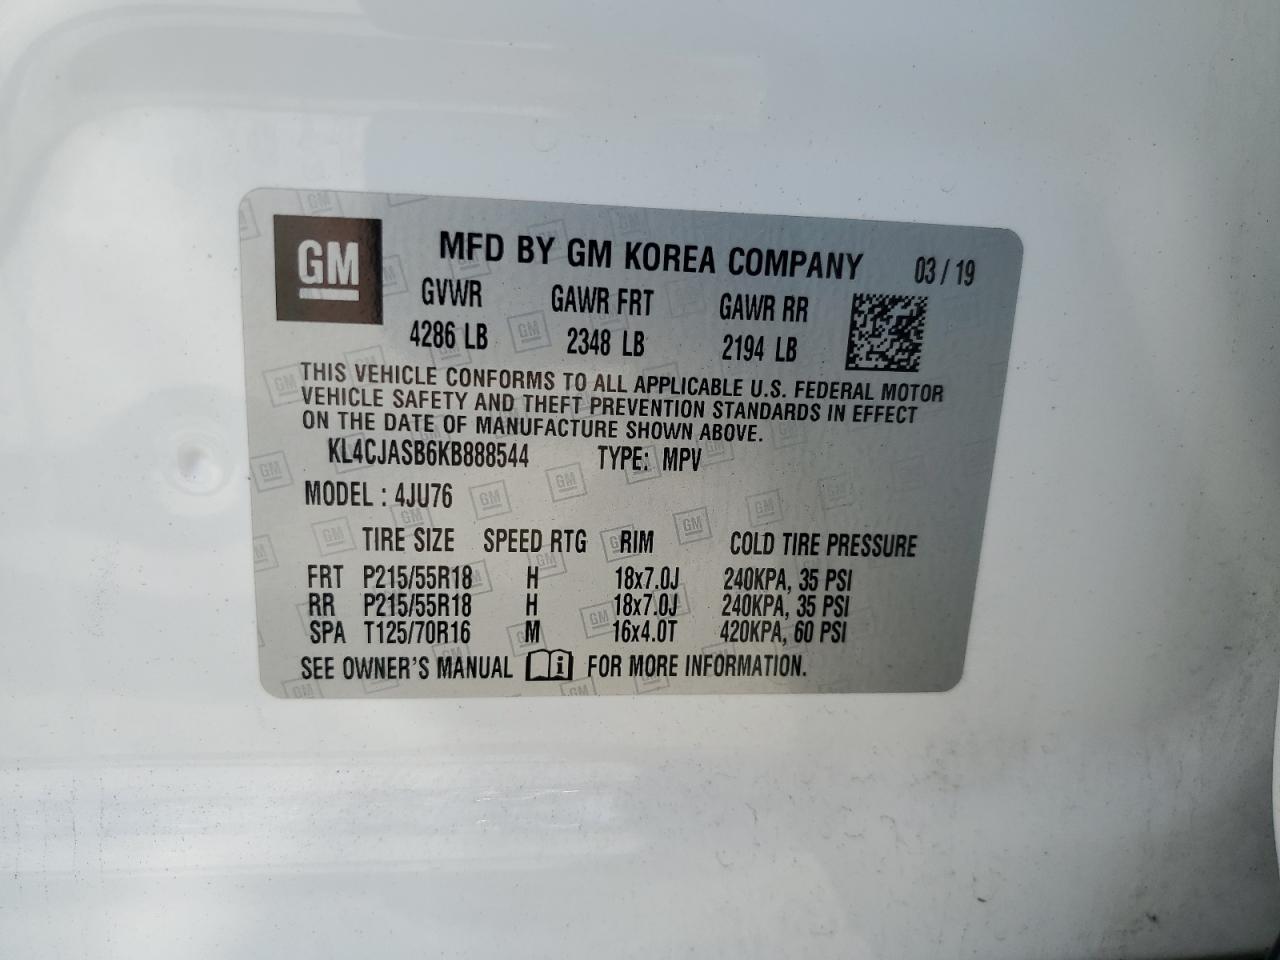 GM
MFD BY GM KOREA COMPANY 03 / 19
GVWR GAWR FRT GAWR RR
4286 LB 2348 LB 2194 LB
THIS VEHICLE CONFORMS TO ALL APPLICABLE U.S. FEDERAL MOTOR
VEHICLE SAFETY AND THEFT PREVENTION STANDARDS IN EFFECT
ON THE DATE OF MANUFACTURE SHOWN ABOVE.
KL4CJASB6KB888544 TYPE: MPV
MODEL : 4JU76
TIRE SIZE SPEED RTG RIM COLD TIRE PRESSURE
FRT P215/55R18 H 18x7.0J 240KPA, 35 PSI
RR P215/55R18 H 18x7.0J 240KPA, 35 PSI
SPA T125/70R16 M 16x4.0T 420KPA, 60 PSI
SEE OWNER'S MANUAL i FOR MORE INFORMATION.